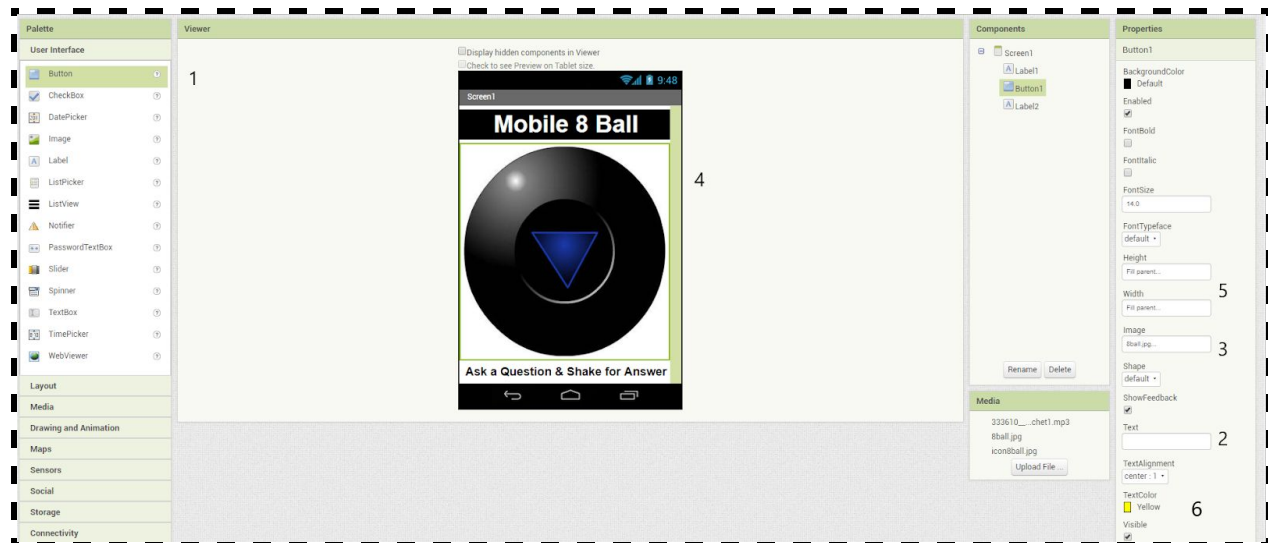 Palette
User Interface
Button
CheckBox
DatePicker
Image
Label
ListPicker
ListView
Notifier
PasswordTextBox
Slider
Spinner
TextBox
TimePicker
WebViewer
Layout
Media
Drawing and Animation
Maps
Sensors
Social
Storage
Connectivity
Viewer
1
Display hidden components in Viewer
Check to see Preview on Tablet size.
9:48
Screen1
Mobile 8 Ball
4
Ask a Question & Shake for Answer
Components
Screen1
Label1
Button1
Label2
Rename Delete
Media
333610__...chet1.mp3
8ball.jpg
icon8ball.jpg
Upload File ...
Properties
Button1
BackgroundColor
Default
Enabled
FontBold
FontItalic
FontSize
14.0
FontTypeface
default
Height
Fill parent...
5
Width
Fill parent...
Image
8ball.jpg...
3
Shape
default
ShowFeedback
Text
2
TextAlignment
center : 1
TextColor
Yellow
6
Visible